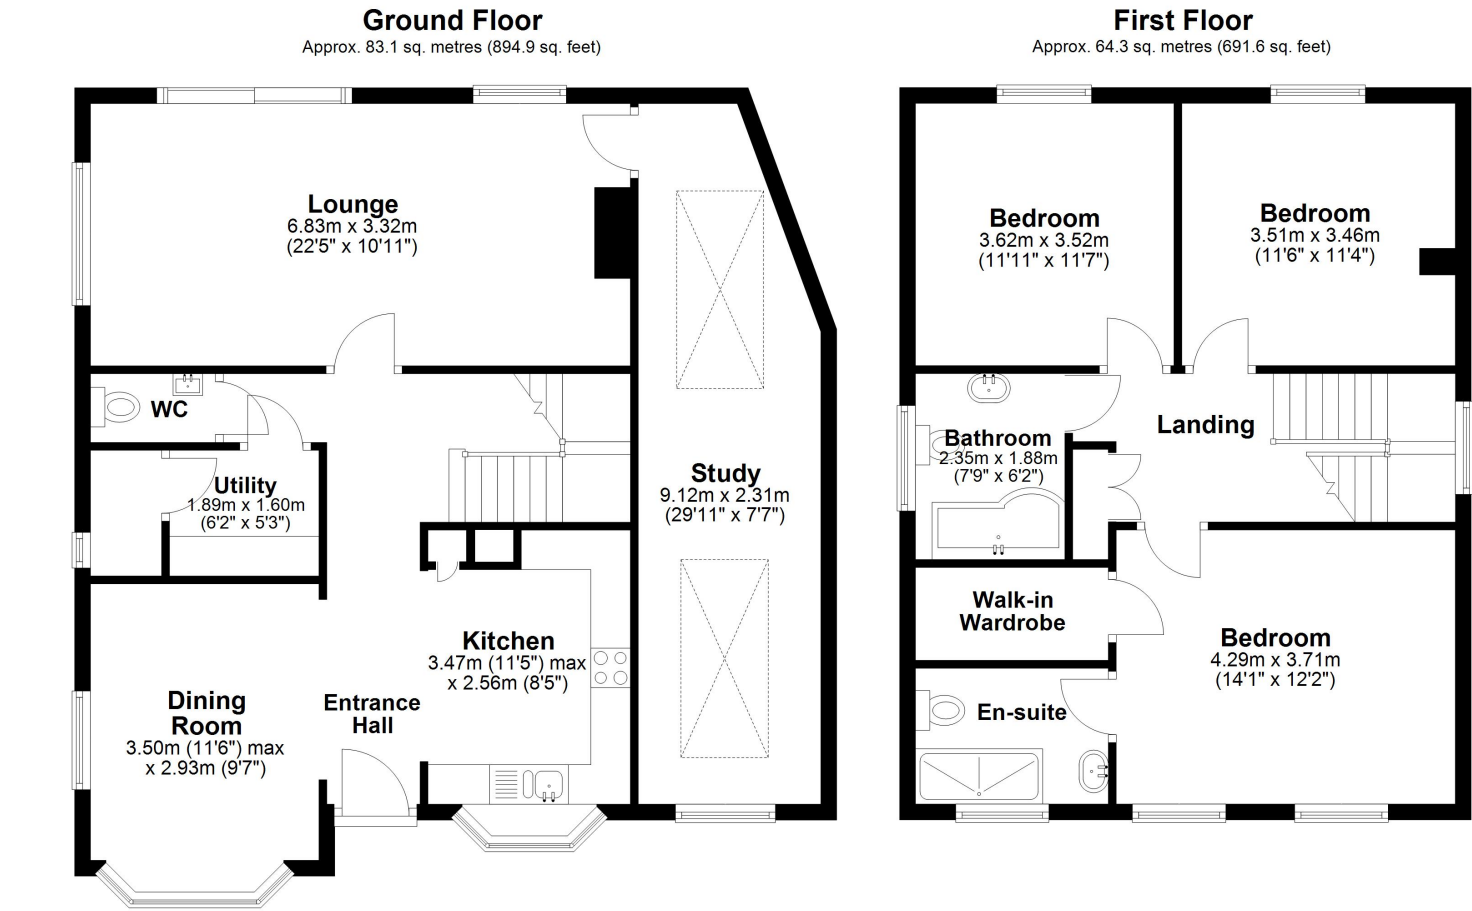 Ground Floor
Approx. 83.1 sq. metres (894.9 sq. feet)
Lounge
6.83m x 3.32m
(22'5" x 10'11")
WC
Utility
1.89m x 1.60m
(6'2" x 5'3")
Study
9.12m x 2.31m
(29'11" x 7'7")
Kitchen
3.47m (11'5") max
x 2.56m (8'5")
Dining
Room
3.50m (11'6") max
x 2.93m (9'7")
Entrance
Hall
First Floor
Approx. 64.3 sq. metres (691.6 sq. feet)
Bedroom
3.62m x 3.52m
(11'11" x 11'7")
Bedroom
3.51m x 3.46m
(11'6" x 11'4")
Landing
Bathroom
2.35m x 1.88m
(7'9" x 6'2")
Walk-in
Wardrobe
Bedroom
4.29m x 3.71m
(14'1" x 12'2")
En-suite